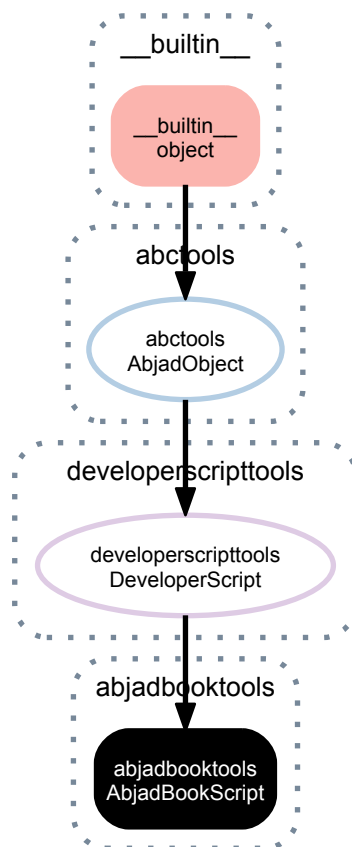 __builtin__
__builtin__
object
abctools
abctools
AbjadObject
developerscripttools
developerscripttools
DeveloperScript
abjadbooktools
abjadbooktools
AbjadBookScript